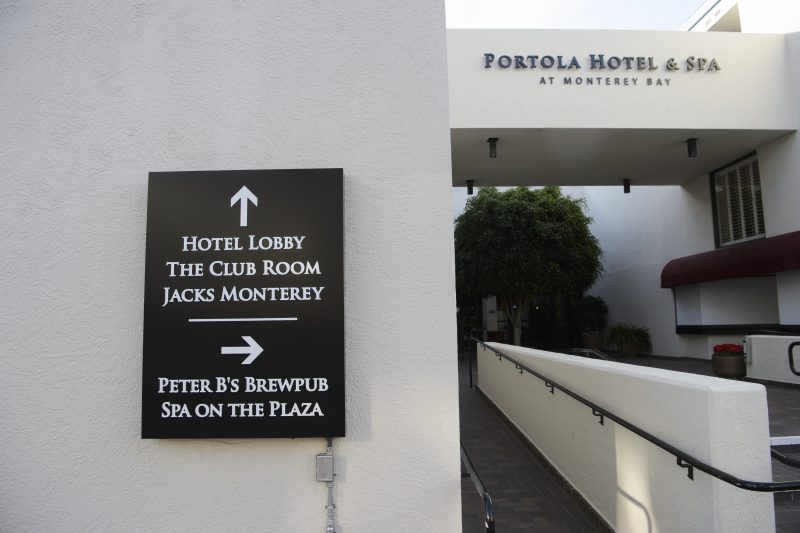 PORTOLA HOTEL & SPA
AT MONTEREY BAY
HOTEL LOBBY
THE CLUB ROOM
JACKS MONTEREY
PETER B'S BREWPUB
SPA ON THE PLAZA